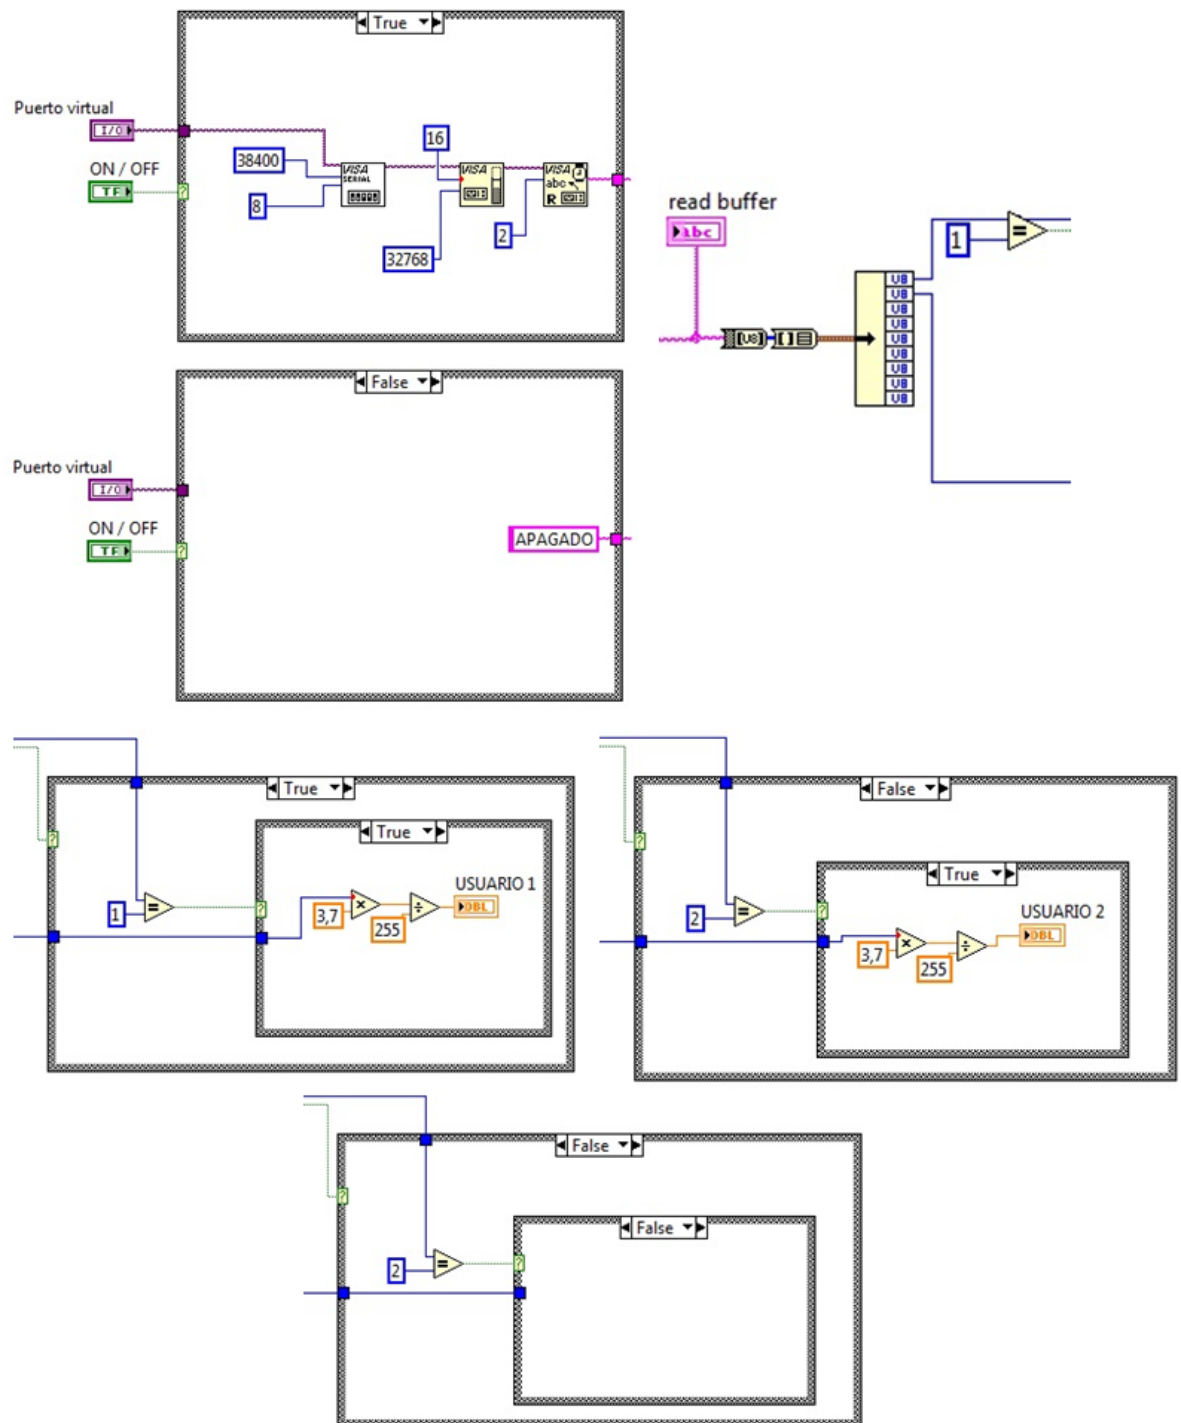 True
Puerto virtual
I/O
ON / OFF
TF
?
38400
8
VISA
SERIAL
16
32768
VISA
2
VISA
abc
R
read buffer
abc
[U8]
[ ]
U8
U8
U8
U8
U8
U8
U8
U8
U8
1
=
False
Puerto virtual
I/O
ON / OFF
TF
?
APAGADO
True
?
1
=
True
?
3,7
×
255
÷
USUARIO 1
DBL
False
?
2
=
True
?
3,7
×
255
÷
USUARIO 2
DBL
False
?
2
=
False
?